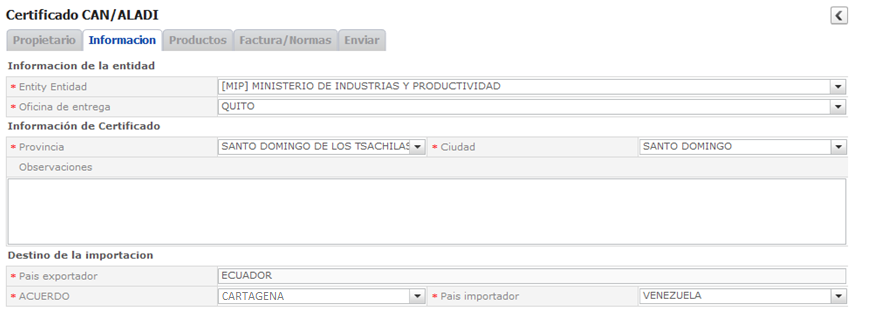 Certificado CAN/ALADI
Propietario Informacion Productos Factura/Normas Enviar
Informacion de la entidad
* Entity Entidad [MIP] MINISTERIO DE INDUSTRIAS Y PRODUCTIVIDAD
* Oficina de entrega QUITO
Información de Certificado
* Provincia SANTO DOMINGO DE LOS TSACHILAS * Ciudad SANTO DOMINGO
Observaciones
Destino de la importacion
* Pais exportador ECUADOR
* ACUERDO CARTAGENA * Pais importador VENEZUELA